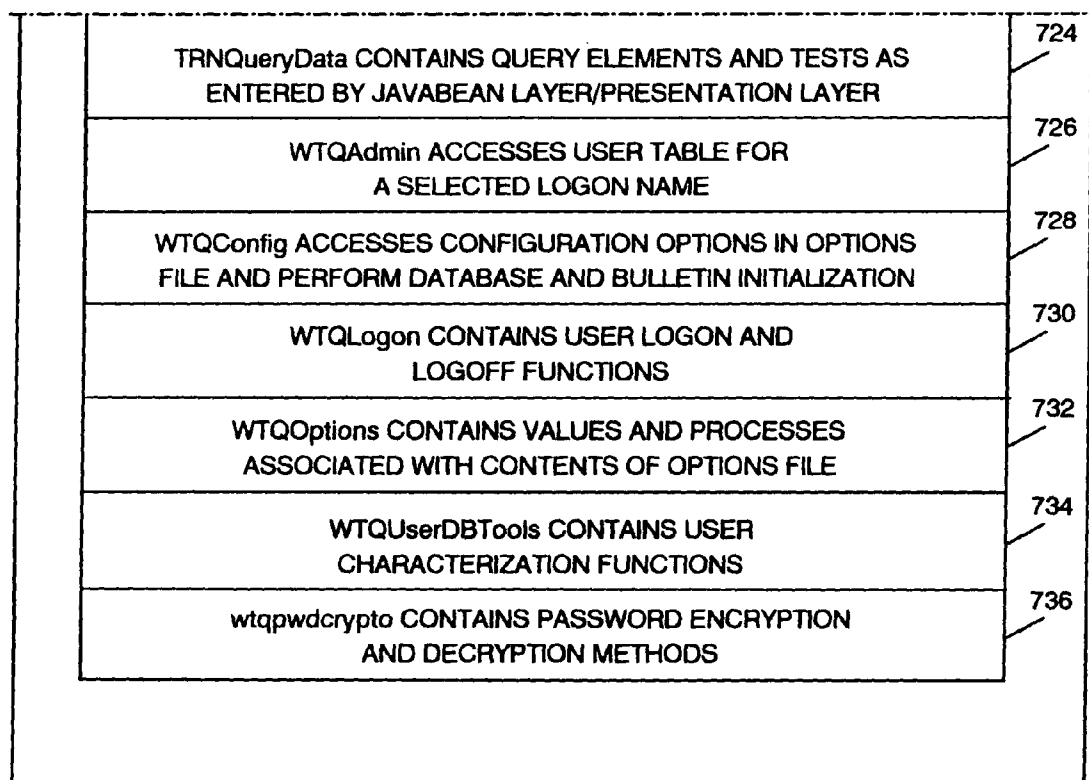 724
TRNQueryData CONTAINS QUERY ELEMENTS AND TESTS AS
ENTERED BY JAVABEAN LAYER/PRESENTATION LAYER
726
WTQAdmin ACCESSES USER TABLE FOR
A SELECTED LOGON NAME
728
WTQConfig ACCESSES CONFIGURATION OPTIONS IN OPTIONS
FILE AND PERFORM DATABASE AND BULLETIN INITIALIZATION
730
WTQLogon CONTAINS USER LOGON AND
LOGOFF FUNCTIONS
732
WTQOptions CONTAINS VALUES AND PROCESSES
ASSOCIATED WITH CONTENTS OF OPTIONS FILE
734
WTQUserDBTools CONTAINS USER
CHARACTERIZATION FUNCTIONS
736
wtqpwdcrypto CONTAINS PASSWORD ENCRYPTION
AND DECRYPTION METHODS